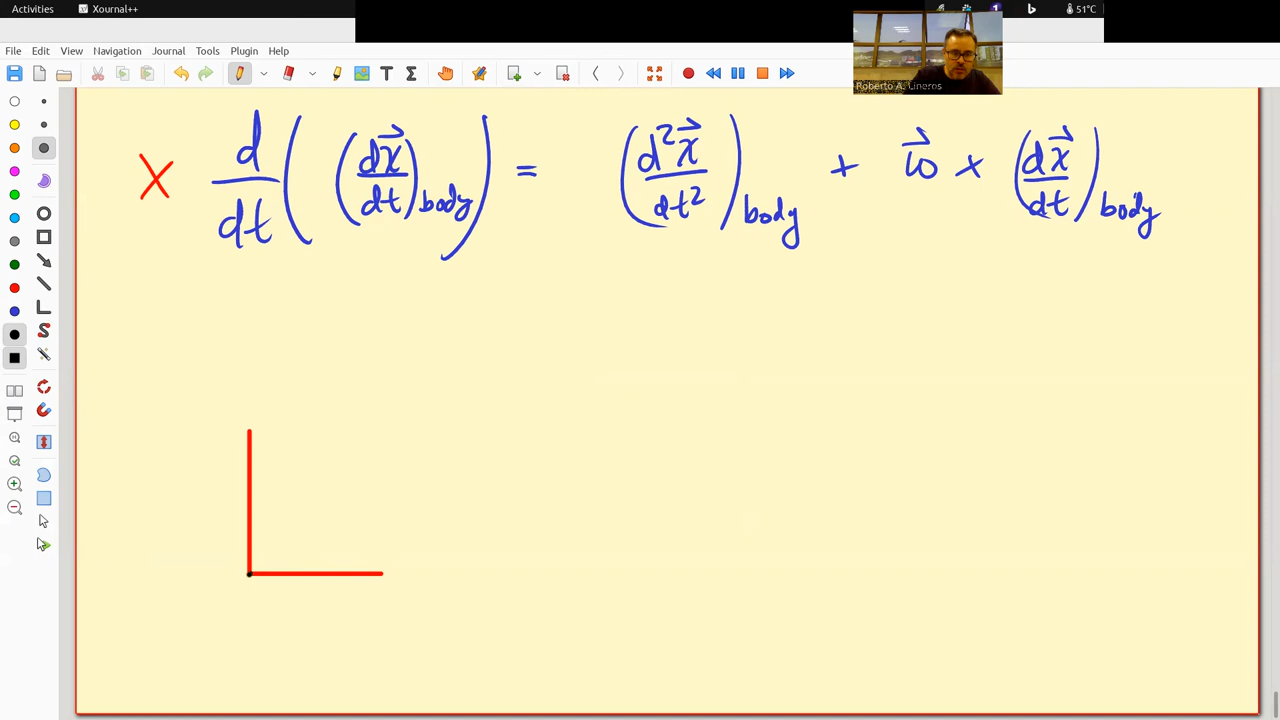 Activities Xournal++ 51°C
File Edit View Navigation Journal Tools Plugin Help
Roberto A. Lineros
× d/dt ( (dx⃗/dt)body ) = (d²x⃗/dt²)body + ω⃗ × (dx⃗/dt)body